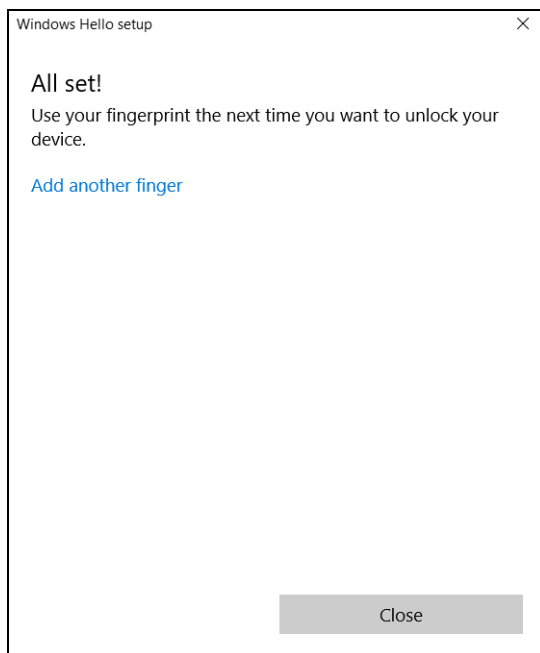 Windows Hello setup
All set!
Use your fingerprint the next time you want to unlock your
device.
Add another finger
Close